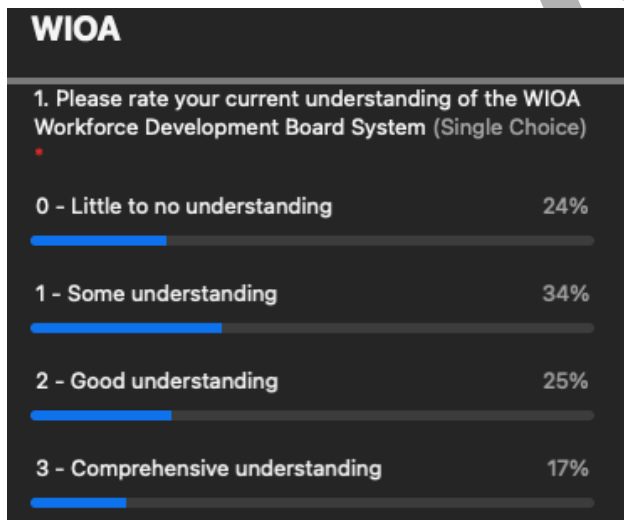 WIOA
1. Please rate your current understanding of the WIOA
Workforce Development Board System (Single Choice)
*
0 - Little to no understanding 24%
1 - Some understanding 34%
2 - Good understanding 25%
3 - Comprehensive understanding 17%